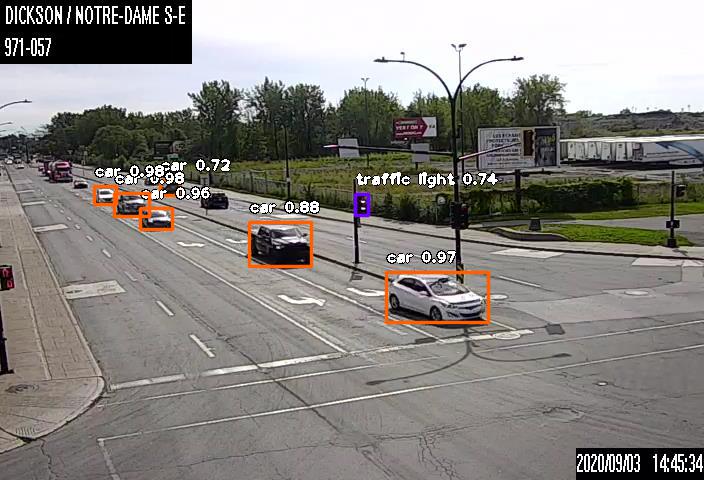 DICKSON / NOTRE-DAME S-E
971-057
car 0.98
car 0.72
car 0.98
car 0.96
traffic light 0.74
car 0.88
car 0.97
2020/09/03 14:45:34